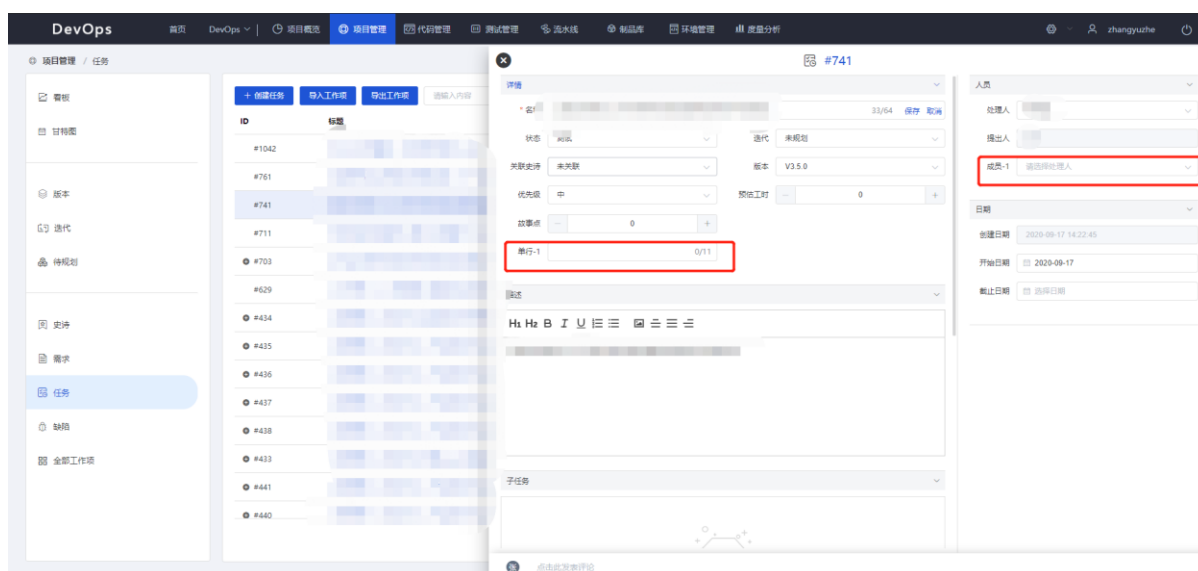 DevOps 首页 DevOps 项目概览 项目管理 代码管理 测试管理 流水线 制品库 环境管理 度量分析 zhangyuzhe
项目管理 / 任务
看板
甘特图
版本
迭代
待规划
史诗
需求
任务
缺陷
全部工作项
+ 创建任务 导入工作项 导出工作项 请输入内容
ID 标题
#1042
#761
#741
#711
#703
#629
#434
#435
#436
#437
#438
#433
#441
#440
#741
详情
33/64 保存 取消
状态 迭代 未规划
关联史诗 未关联 版本 V3.5.0
优先级 中 预估工时 − 0 +
故事点 − 0 +
单行-1 0/11
H1 H2 B I U
子任务
点击此发表评论
人员
处理人
提出人
成员-1 请选择处理人
日期
创建日期 2020-09-17 14:22:45
开始日期 2020-09-17
截止日期 选择日期